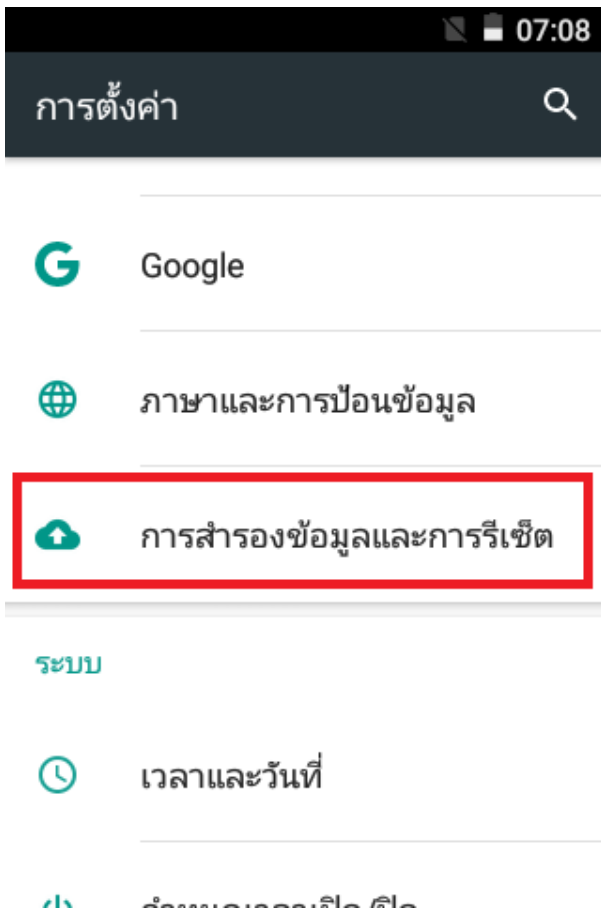 07:08
การตั้งค่า
Google
ภาษาและการป้อนข้อมูล
การสำรองข้อมูลและการรีเซ็ต
ระบบ
เวลาและวันที่